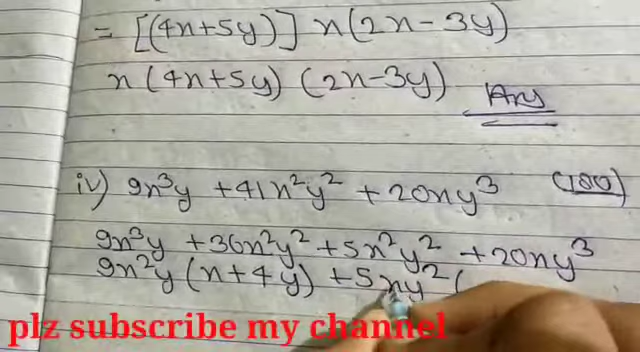 = [(4x+5y)] x(2x-3y)
x(4x+5y) (2x-3y) Ans
iv) 9x³y + 41x²y² + 20xy³ (180)
9x³y + 36x²y² + 5x²y² + 20xy³
9x²y (x+4y) + 5xy² (
plz subscribe my channel